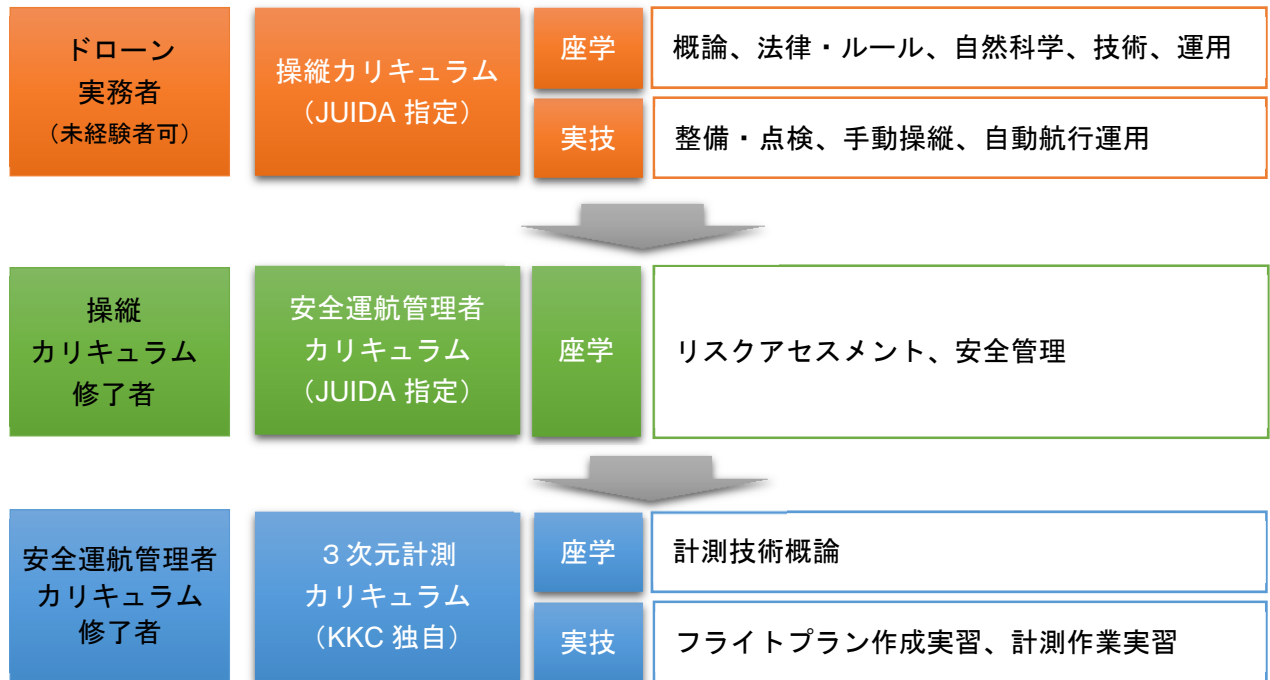 ドローン
実務者
（未経験者可）
操縦カリキュラム
（JUIDA 指定）
座学
概論、法律・ルール、自然科学、技術、運用
実技
整備・点検、手動操縦、自動航行運用
操縦
カリキュラム
修了者
安全運航管理者
カリキュラム
（JUIDA 指定）
座学
リスクアセスメント、安全管理
安全運航管理者
カリキュラム
修了者
３次元計測
カリキュラム
（KKC 独自）
座学
計測技術概論
実技
フライトプラン作成実習、計測作業実習